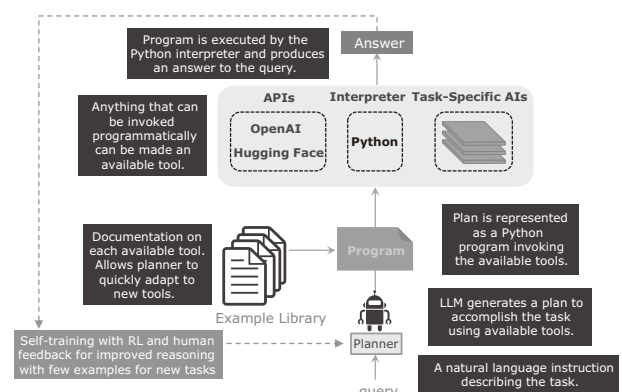 Program is executed by the
Python interpreter and produces
an answer to the query.
Answer
APIs
Interpreter
Task-Specific AIs
OpenAI
Hugging Face
Python
Anything that can
be invoked
programmatically
can be made an
available tool.
Documentation on
each available tool.
Allows planner to
quickly adapt to
new tools.
Example Library
Program
Plan is represented
as a Python
program invoking
the available tools.
LLM generates a plan to
accomplish the task
using available tools.
Self-training with RL and human
feedback for improved reasoning
with few examples for new tasks
Planner
A natural language instruction
describing the task.
query